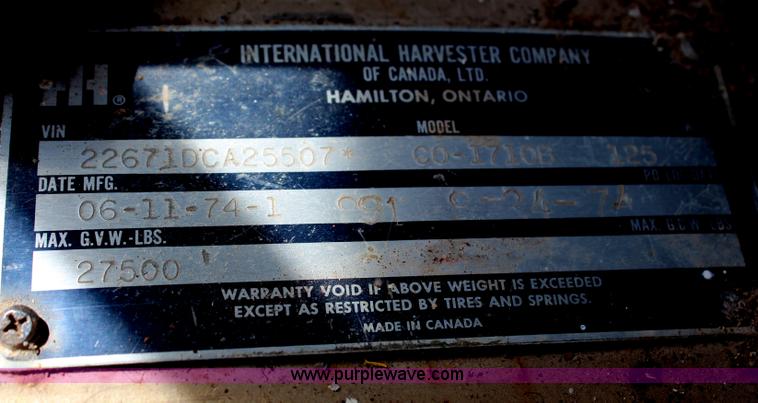 INTERNATIONAL HARVESTER COMPANY
OF CANADA, LTD.
IH ®
HAMILTON, ONTARIO
VIN MODEL
22671DCA25507* CO-1710B 125
DATE MFG.
06-11-74-1
MAX. G.V.W.-LBS. MAX. G.C.W.-LBS
27500
WARRANTY VOID IF ABOVE WEIGHT IS EXCEEDED
EXCEPT AS RESTRICTED BY TIRES AND SPRINGS.
MADE IN CANADA
www.purplewave.com